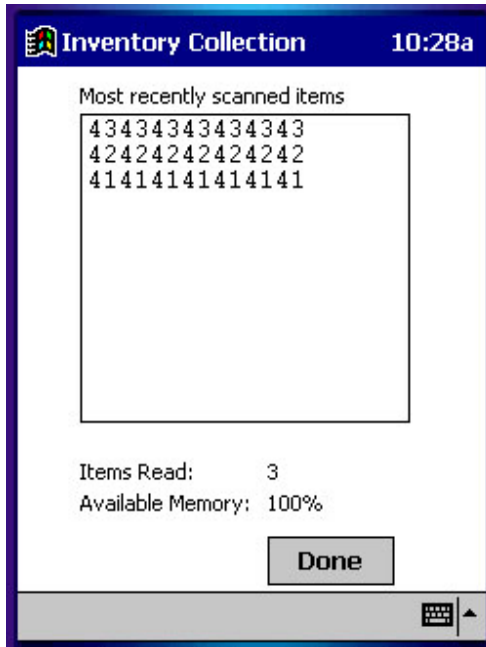 Inventory Collection 10:28a
Most recently scanned items
43434343434343
42424242424242
41414141414141
Items Read: 3
Available Memory: 100%
Done